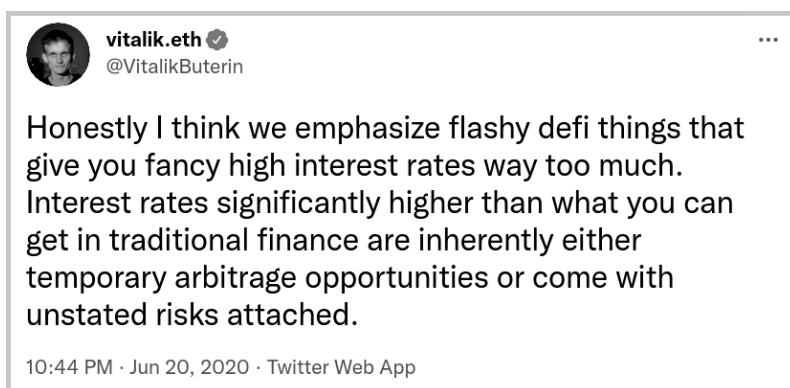 vitalik.eth
@VitalikButerin
Honestly I think we emphasize flashy defi things that
give you fancy high interest rates way too much.
Interest rates significantly higher than what you can
get in traditional finance are inherently either
temporary arbitrage opportunities or come with
unstated risks attached.
10:44 PM · Jun 20, 2020 · Twitter Web App